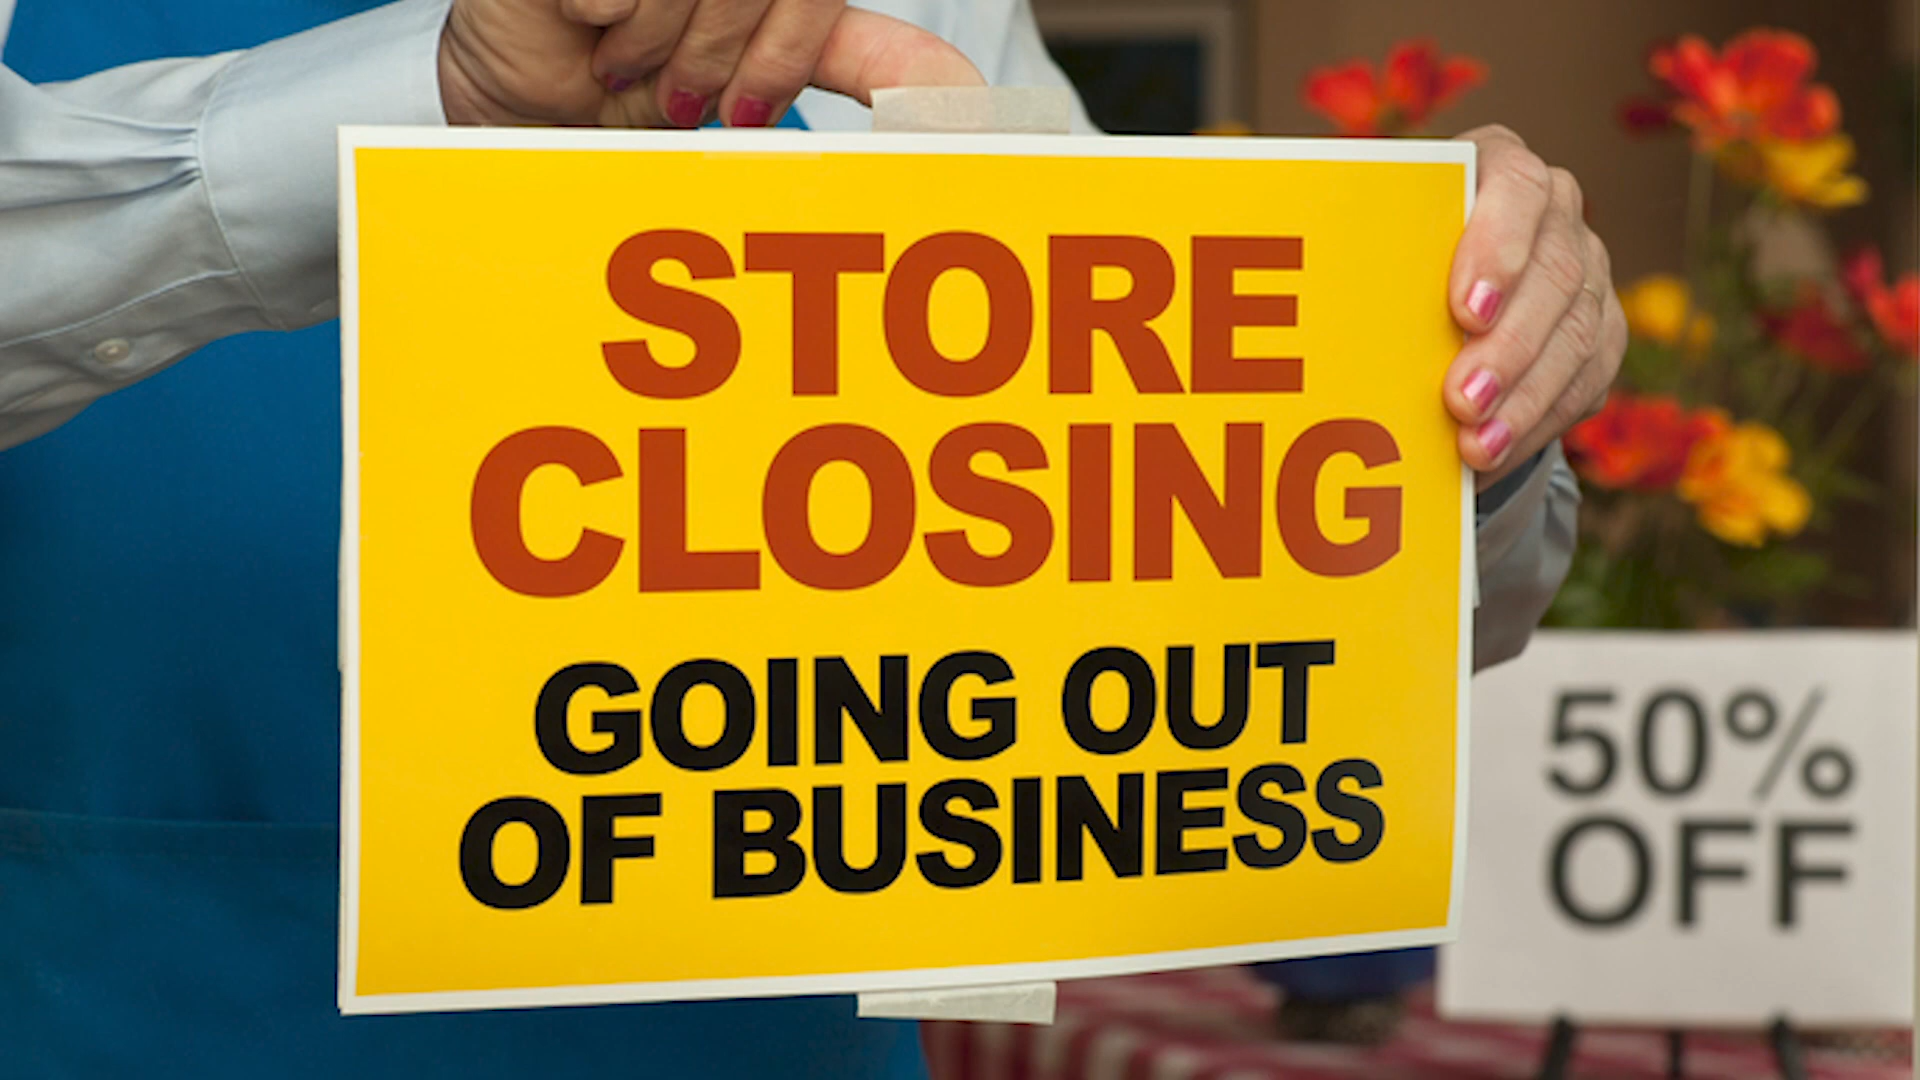 STORE
CLOSING
GOING OUT
OF BUSINESS
50%
OFF